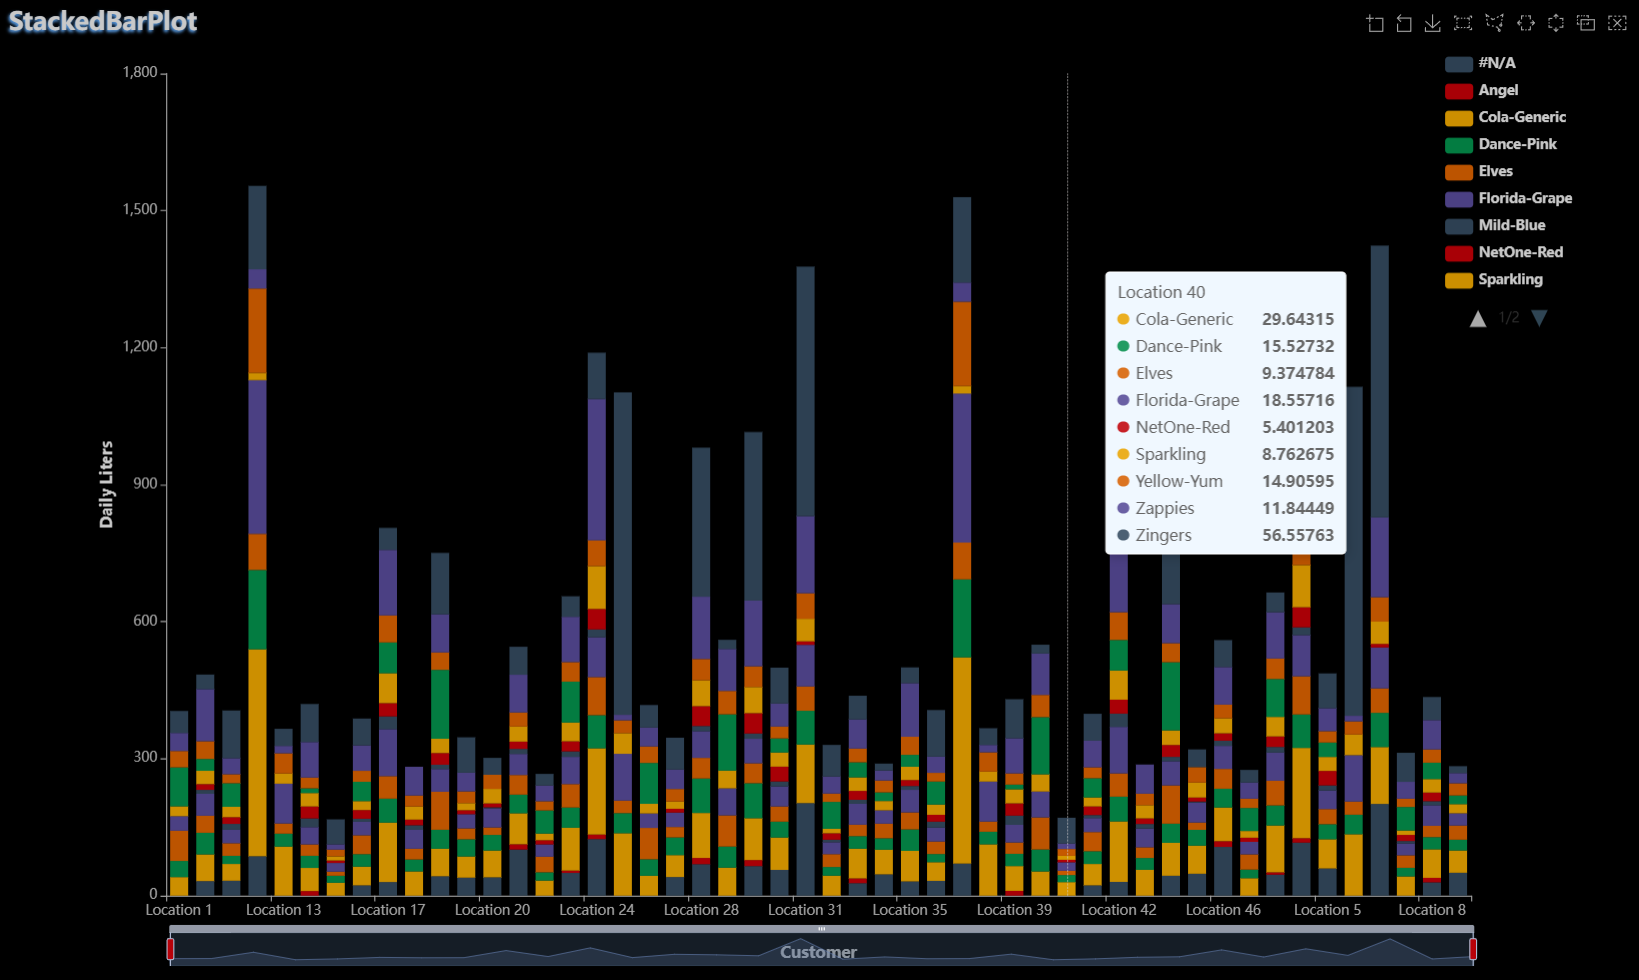 StackedBarPlot
#N/A
Angel
Cola-Generic
Dance-Pink
Elves
Florida-Grape
Mild-Blue
NetOne-Red
Sparkling
1/2
Daily Liters
1,800
1,500
1,200
900
600
300
0
Location 40
Cola-Generic 29.64315
Dance-Pink 15.52732
Elves 9.374784
Florida-Grape 18.55716
NetOne-Red 5.401203
Sparkling 8.762675
Yellow-Yum 14.90595
Zappies 11.84449
Zingers 56.55763
Location 1 Location 13 Location 17 Location 20 Location 24 Location 28 Location 31 Location 35 Location 39 Location 42 Location 46 Location 5 Location 8
Customer